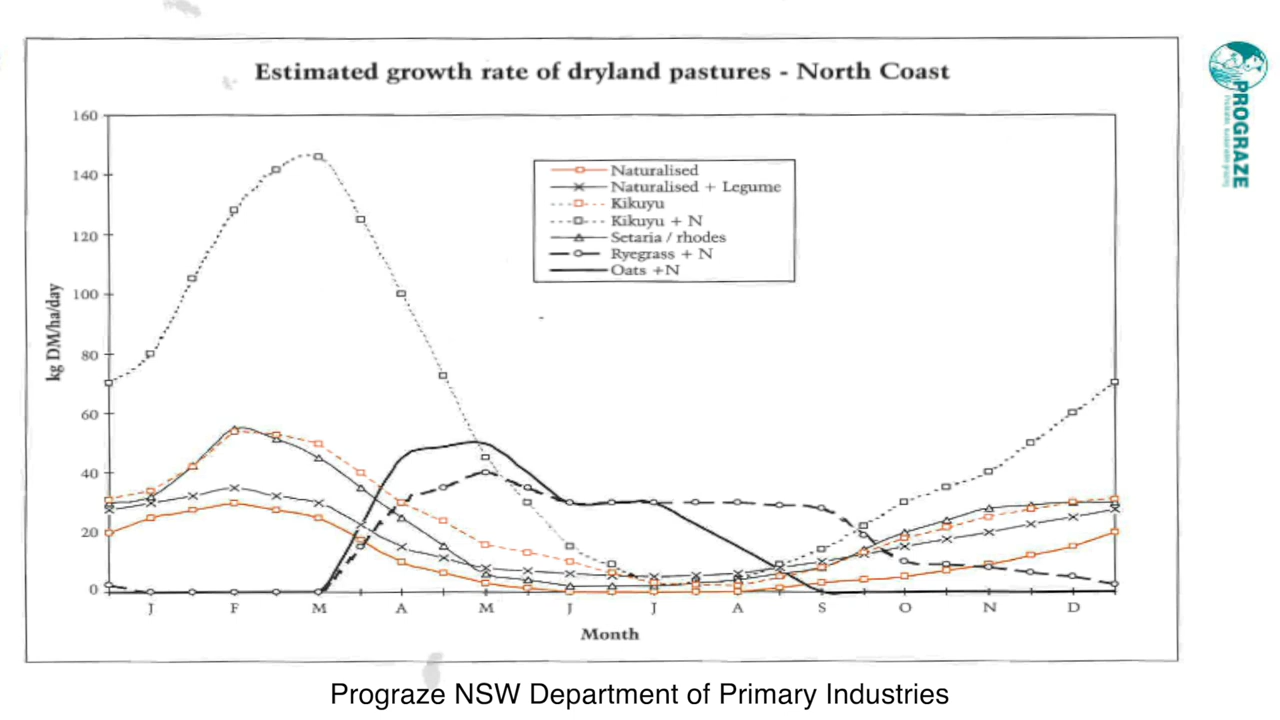 Estimated growth rate of dryland pastures - North Coast
PROGRAZE
160
140
120
100
80
60
40
20
0
kg DM/ha/day
Naturalised
Naturalised + Legume
Kikuyu
Kikuyu + N
Setaria / rhodes
Ryegrass + N
Oats +N
J F M A M J J A S O N D
Month
Prograze NSW Department of Primary Industries